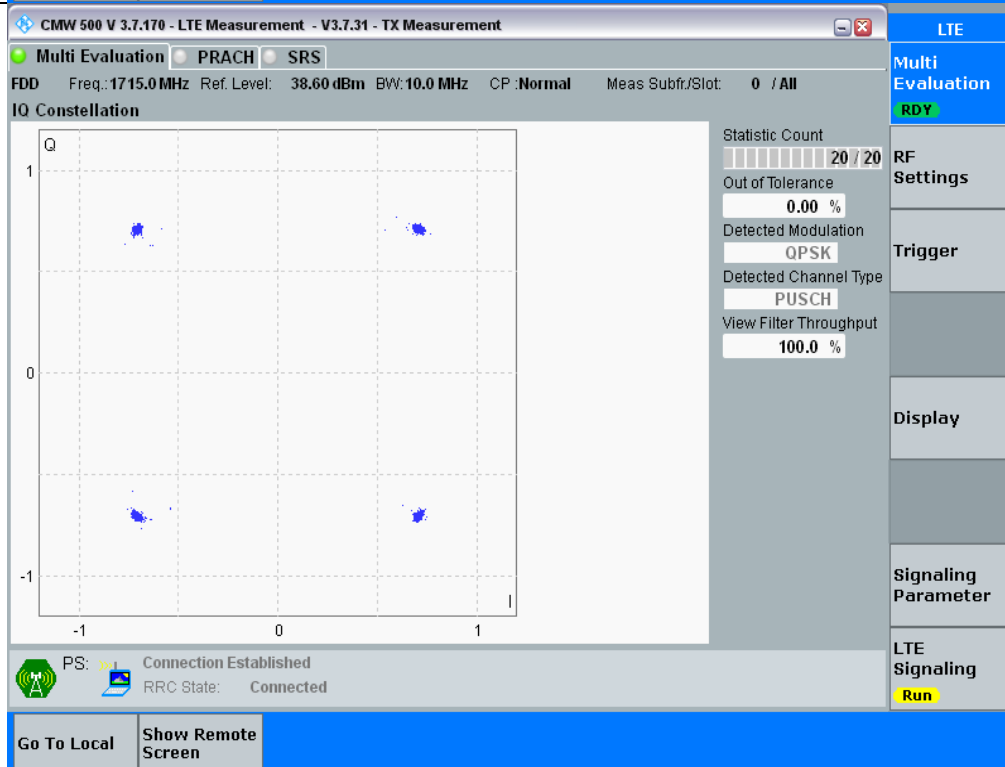 CMW 500 V 3.7.170 - LTE Measurement - V3.7.31 - TX Measurement
LTE
Multi Evaluation PRACH SRS
FDD Freq.:1715.0 MHz Ref. Level: 38.60 dBm BW:10.0 MHz CP :Normal Meas Subfr./Slot: 0 / All
IQ Constellation
Q
1
0
-1
I
-1 0 1
Statistic Count
20 / 20
Out of Tolerance
0.00 %
Detected Modulation
QPSK
Detected Channel Type
PUSCH
View Filter Throughput
100.0 %
Multi
Evaluation
RDY
RF
Settings
Trigger
Display
Signaling
Parameter
LTE
Signaling
Run
PS: Connection Established
RRC State: Connected
Go To Local
Show Remote
Screen